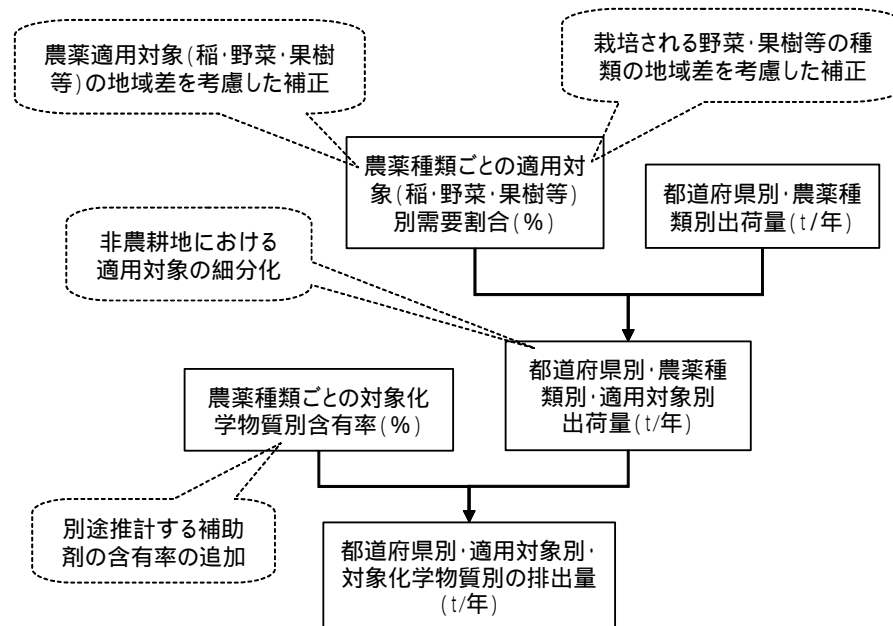 農薬適用対象(稲・野菜・果樹
等)の地域差を考慮した補正
栽培される野菜・果樹等の種
類の地域差を考慮した補正
農薬種類ごとの適用対
象(稲・野菜・果樹等)
別需要割合(%)
都道府県別・農薬種
類別出荷量(t/年)
非農耕地における
適用対象の細分化
都道府県別・農薬種
類別・適用対象別
出荷量(t/年)
農薬種類ごとの対象化
学物質別含有率(%)
別途推計する補助
剤の含有率の追加
都道府県別・適用対象別・
対象化学物質別の排出量
(t/年)